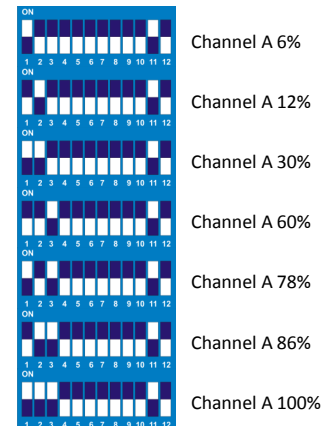 ON
1 2 3 4 5 6 7 8 9 10 11 12
Channel A 6%
ON
1 2 3 4 5 6 7 8 9 10 11 12
Channel A 12%
ON
1 2 3 4 5 6 7 8 9 10 11 12
Channel A 30%
ON
1 2 3 4 5 6 7 8 9 10 11 12
Channel A 60%
ON
1 2 3 4 5 6 7 8 9 10 11 12
Channel A 78%
ON
1 2 3 4 5 6 7 8 9 10 11 12
Channel A 86%
ON
1 2 3 4 5 6 7 8 9 10 11 12
Channel A 100%